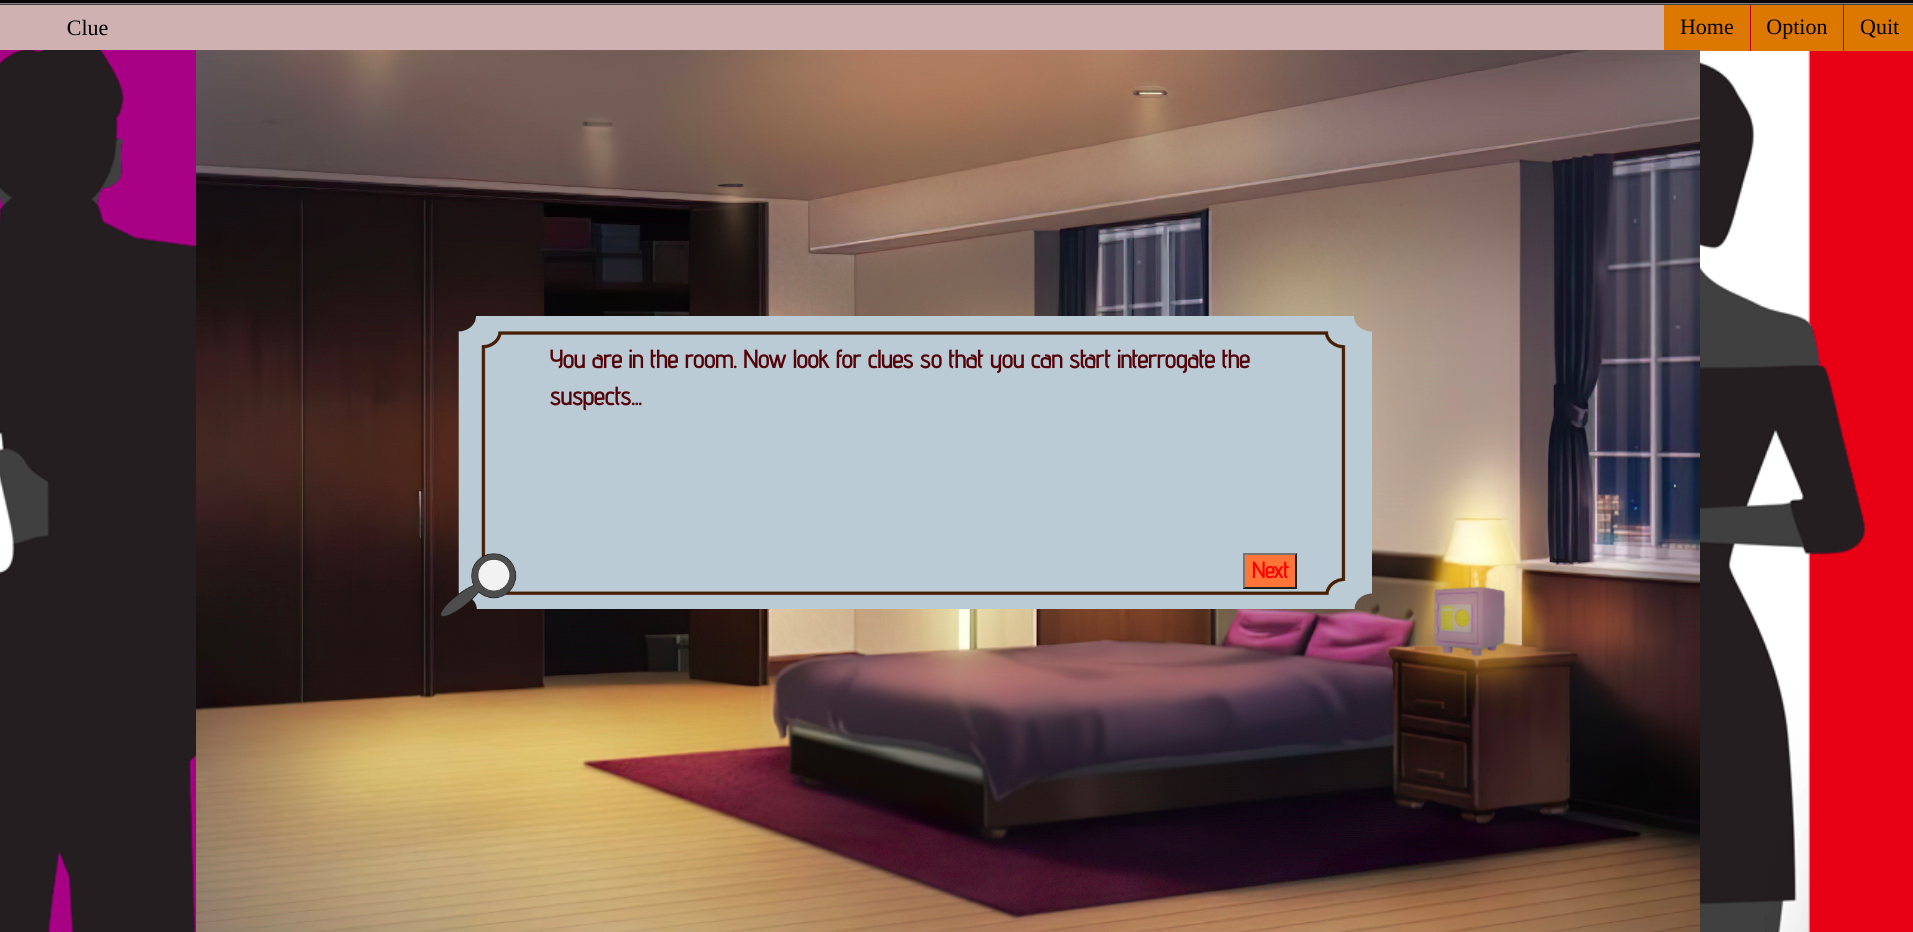 Clue
Home Option Quit
You are in the room. Now look for clues so that you can start interrogate the
suspects...
Next